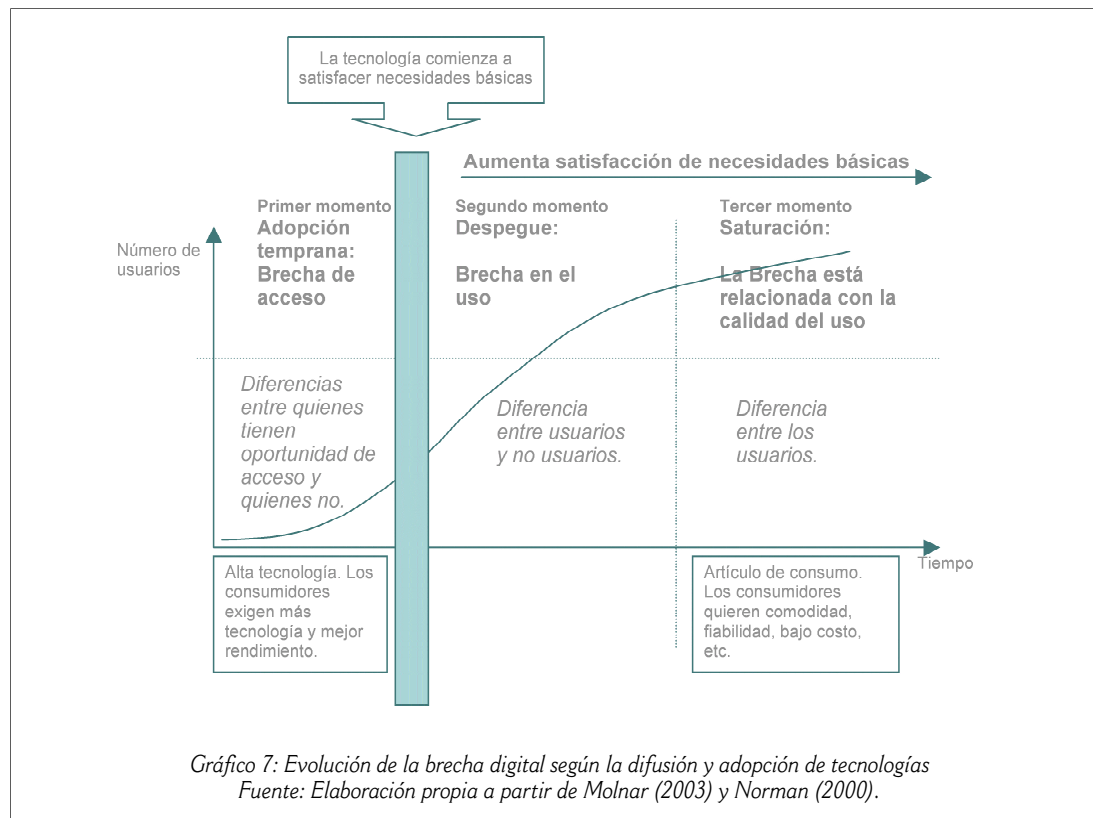 La tecnología comienza a
satisfacer necesidades básicas
Aumenta satisfacción de necesidades básicas
Número de
usuarios
Primer momento
Adopción
temprana:
Brecha de
acceso
Segundo momento
Despegue:
Brecha en el
uso
Tercer momento
Saturación:
La Brecha está
relacionada con la
calidad del uso
Diferencias
entre quienes
tienen
oportunidad de
acceso y
quienes no.
Diferencia
entre usuarios
y no usuarios.
Diferencia
entre los
usuarios.
Tiempo
Alta tecnología. Los
consumidores
exigen más
tecnología y mejor
rendimiento.
Artículo de consumo.
Los consumidores
quieren comodidad,
fiabilidad, bajo costo,
etc.
Gráfico 7: Evolución de la brecha digital según la difusión y adopción de tecnologías
Fuente: Elaboración propia a partir de Molnar (2003) y Norman (2000).